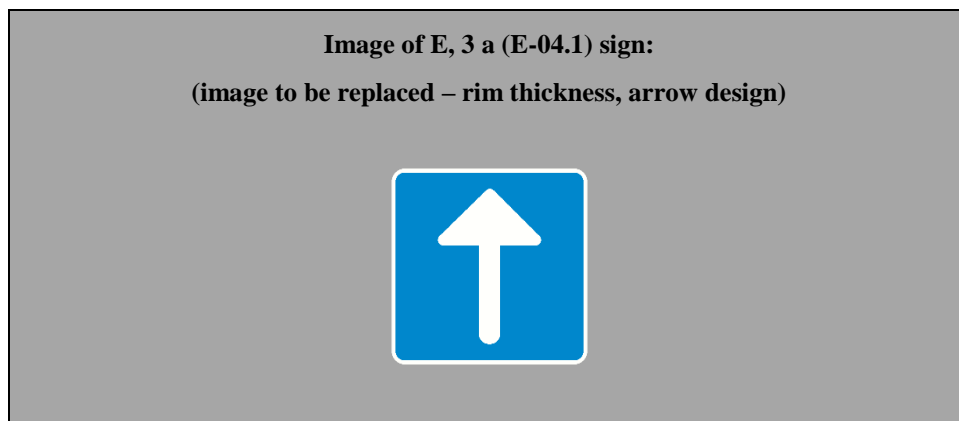 Image of E, 3 a (E-04.1) sign:
(image to be replaced – rim thickness, arrow design)